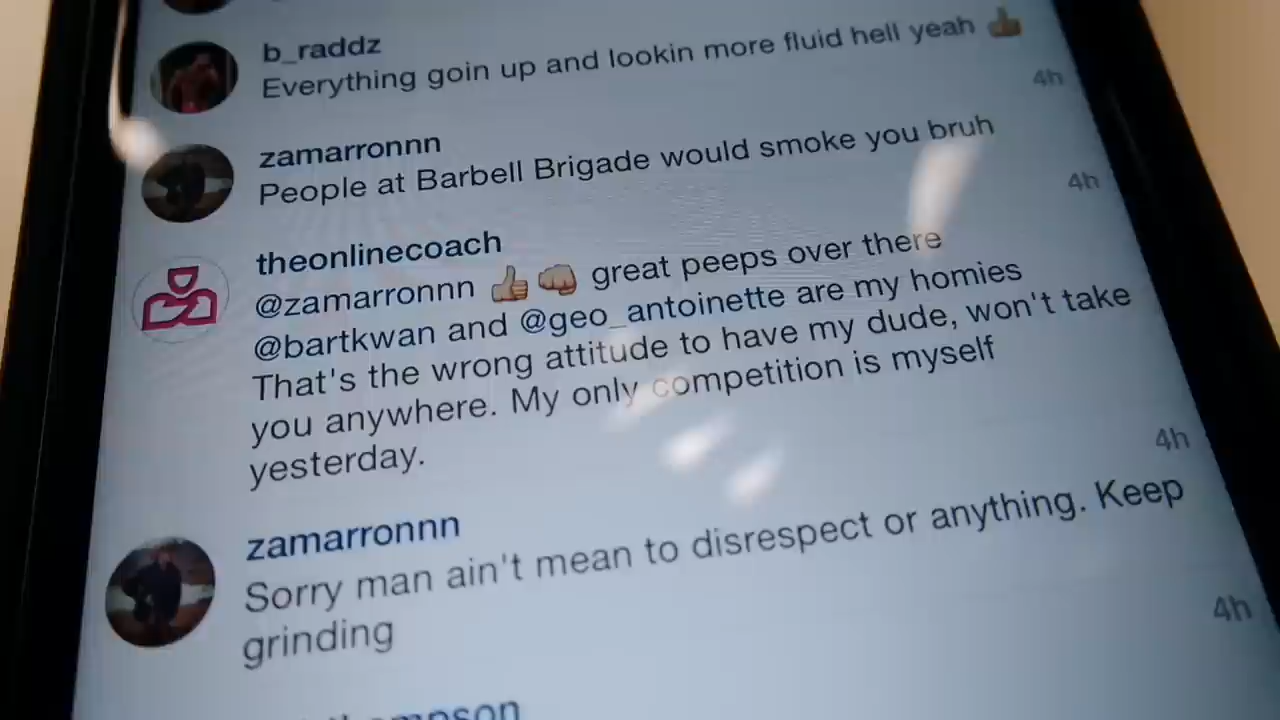 b_raddz
Everything goin up and lookin more fluid hell yeah 👍
4h
zamarronnn
People at Barbell Brigade would smoke you bruh
4h
theonlinecoach
@zamarronnn 👍👊 great peeps over there
@bartkwan and @geo_antoinette are my homies
That's the wrong attitude to have my dude, won't take
you anywhere. My only competition is myself
yesterday.
4h
zamarronnn
Sorry man ain't mean to disrespect or anything. Keep
grinding
4h